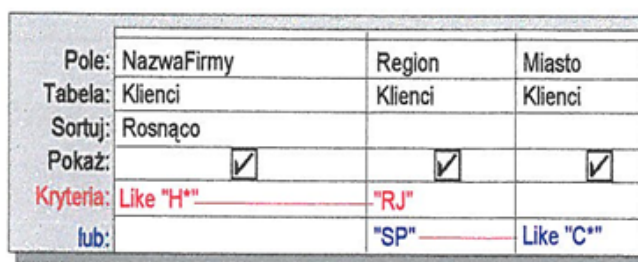 Pole: NazwaFirmy Region Miasto
Tabela: Klienci Klienci Klienci
Sortuj: Rosnąco
Pokaż:
Kryteria: Like "H*" "RJ"
lub: "SP" Like "C*"